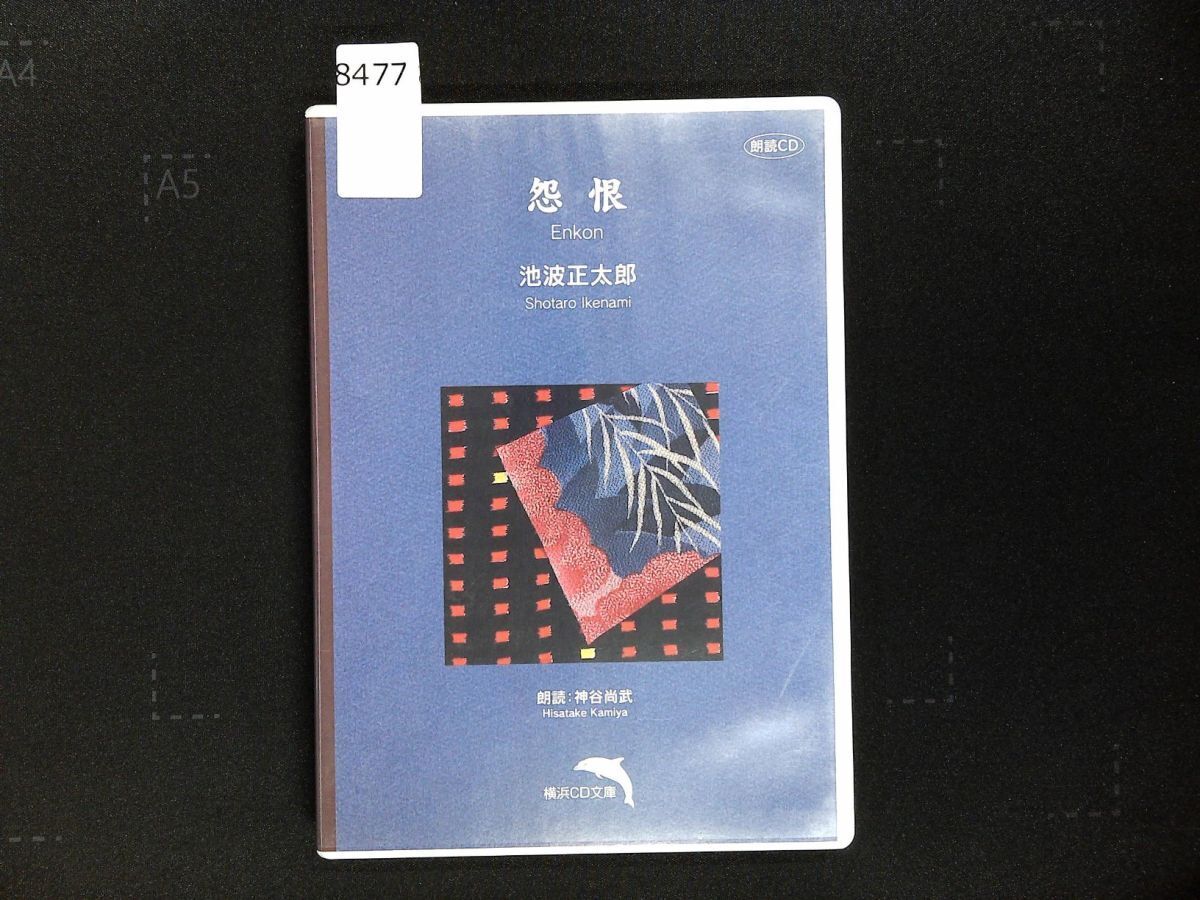 8477
A4
A5
朗読CD
怨恨
Enkon
池波正太郎
Shotaro Ikenami
朗読:神谷尚武
Hisatake Kamiya
横浜CD文庫